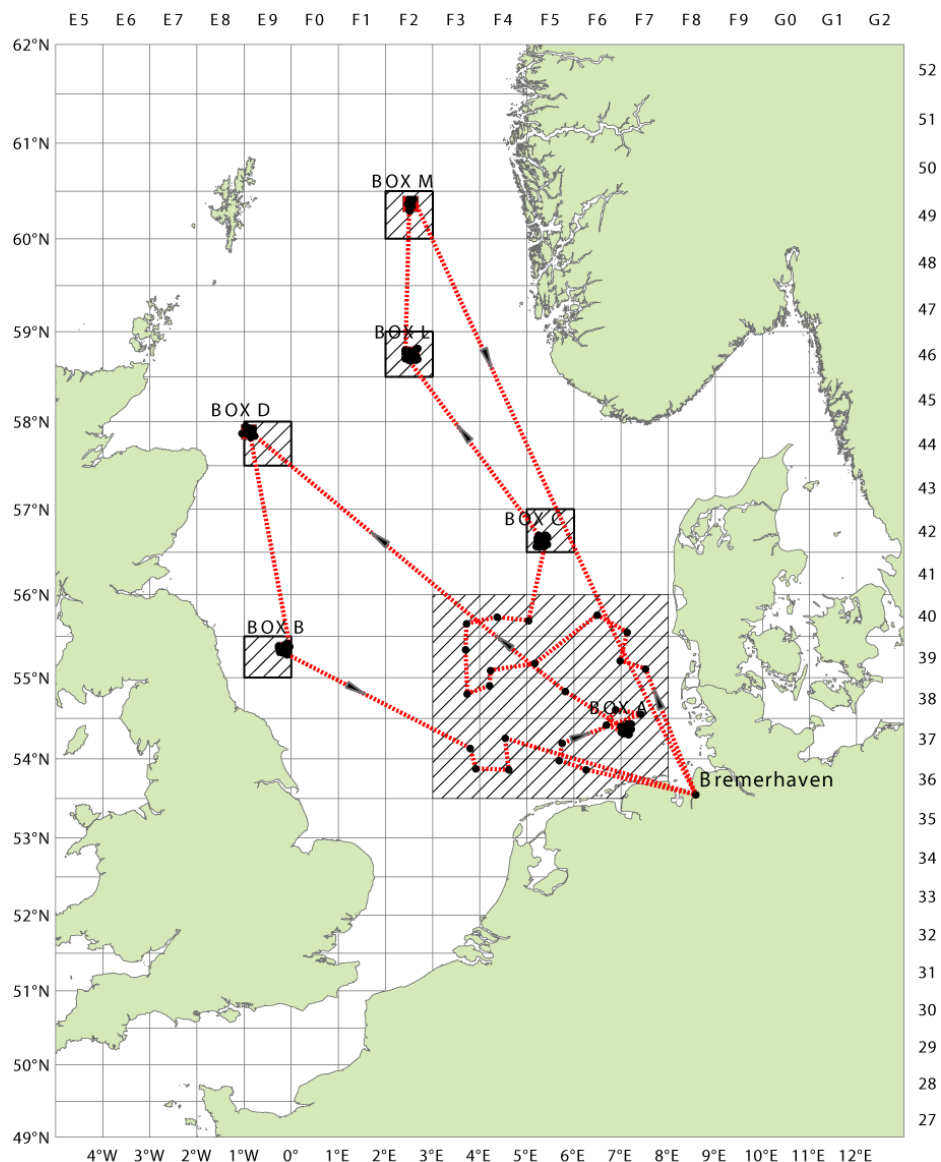 E5 E6 E7 E8 E9 F0 F1 F2 F3 F4 F5 F6 F7 F8 F9 G0 G1 G2
62°N
52
51
61°N
50
BOX M
49
60°N
48
47
59°N
BOX L
46
45
BOX D
58°N
44
43
57°N
BOX C
42
41
56°N
40
BOX B
39
55°N
38
BOX A
37
54°N
Bremerhaven
36
35
53°N
34
33
52°N
32
31
51°N
30
29
50°N
28
27
49°N
4°W 3°W 2°W 1°W 0° 1°E 2°E 3°E 4°E 5°E 6°E 7°E 8°E 9°E 10°E 11°E 12°E